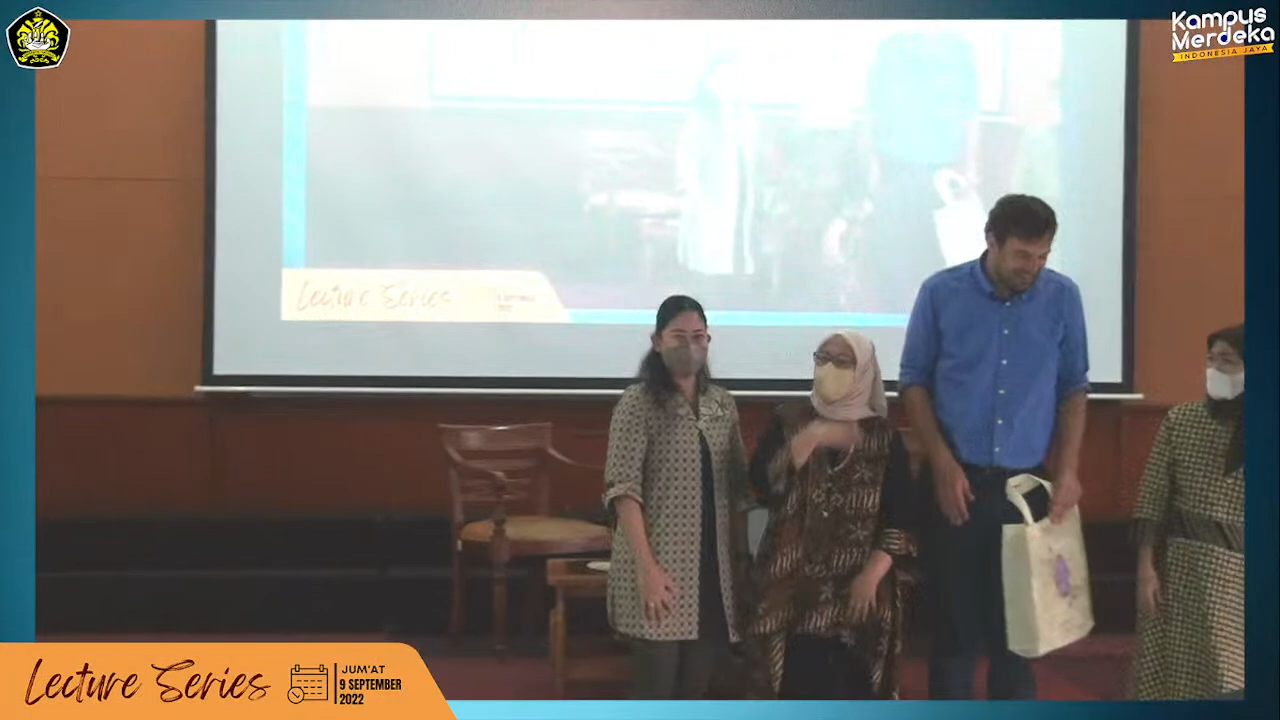 Kampus
Merdeka
INDONESIA JAYA
Lecture Series
Lecture Series
JUM'AT
9 SEPTEMBER
2022